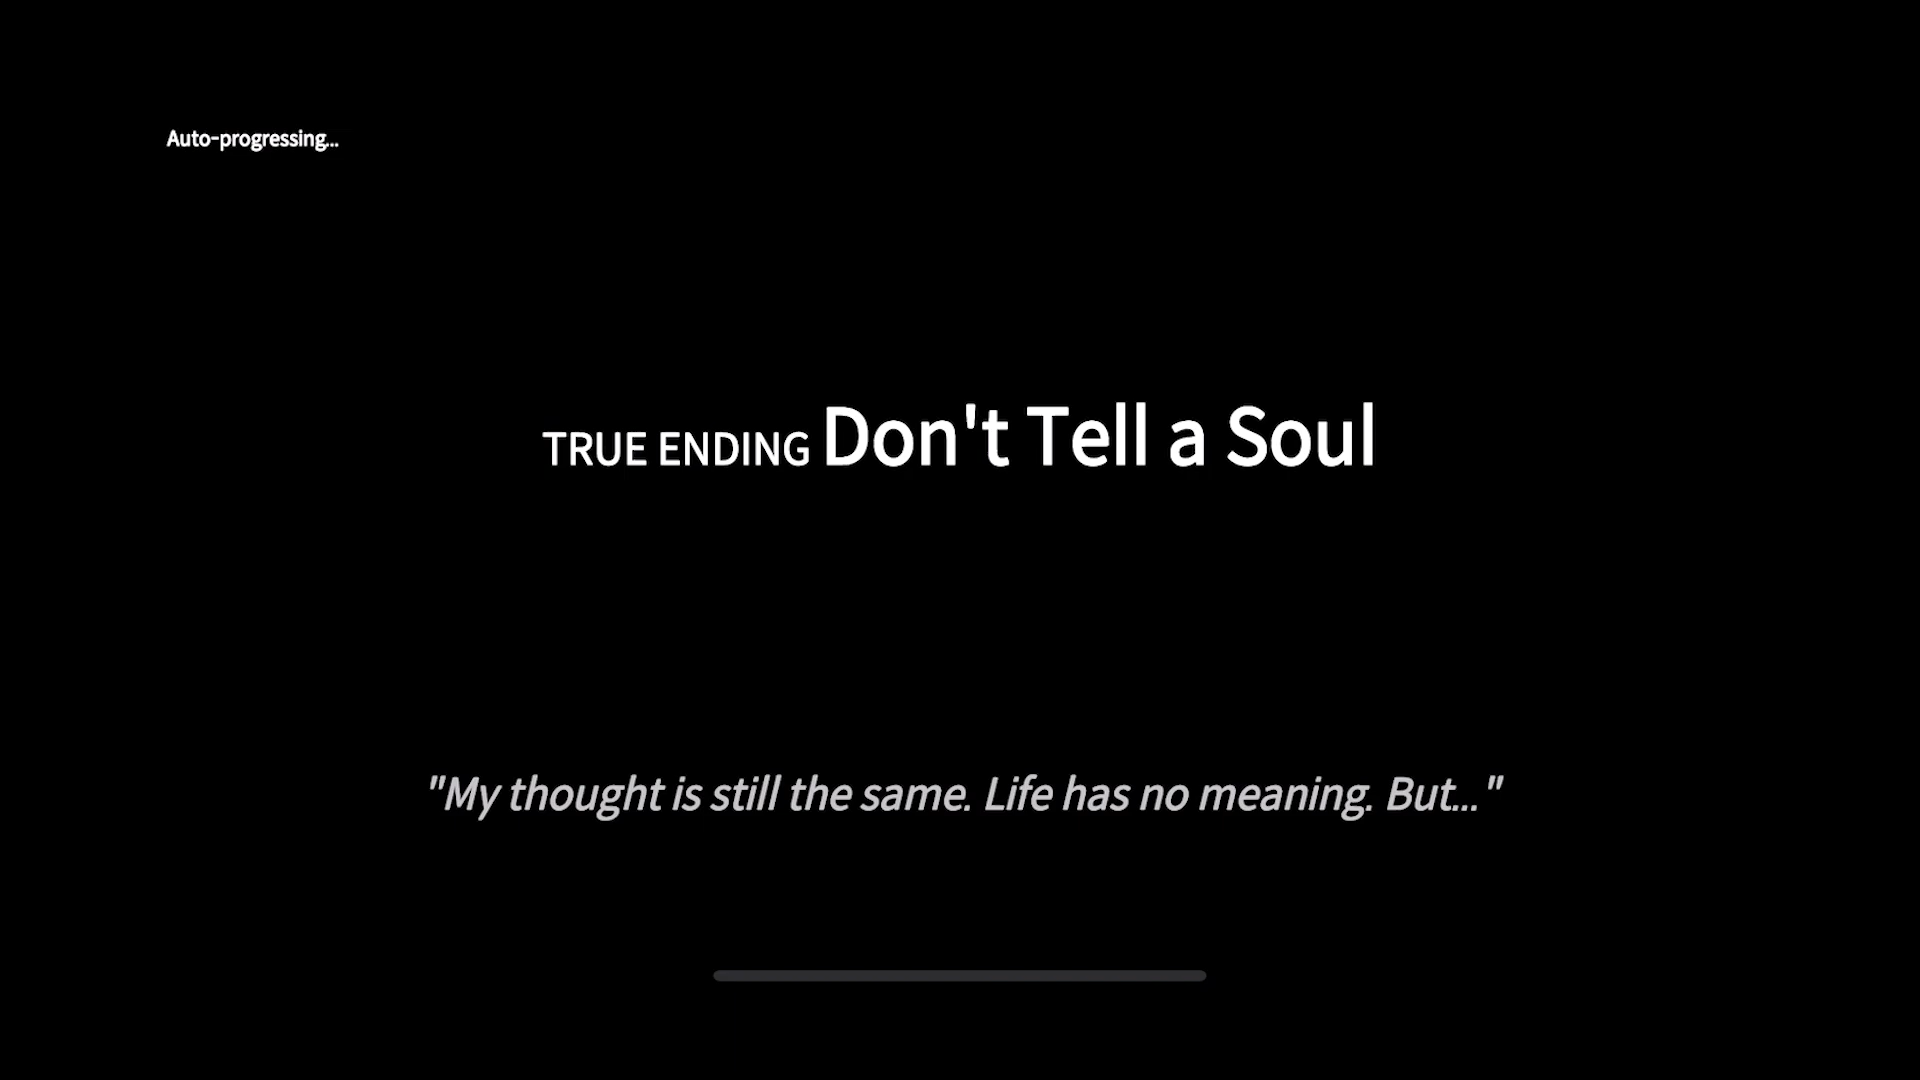 Auto-progressing...
TRUE ENDING Don't Tell a Soul
"My thought is still the same. Life has no meaning. But..."